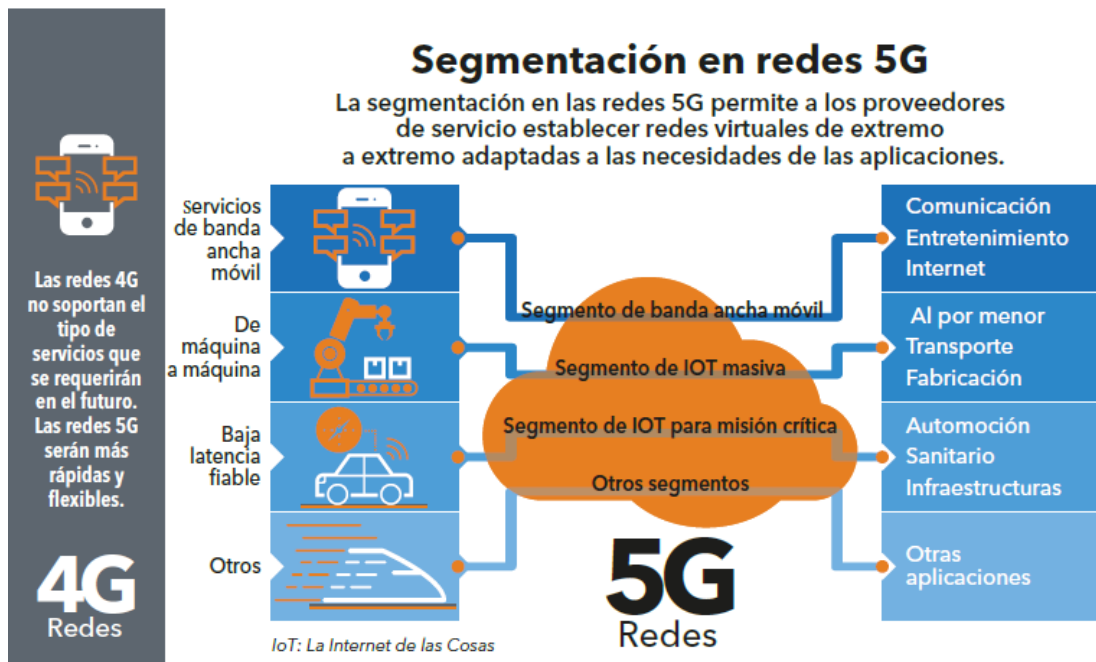 Segmentación en redes 5G
La segmentación en las redes 5G permite a los proveedores
de servicio establecer redes virtuales de extremo
a extremo adaptadas a las necesidades de las aplicaciones.
Las redes 4G
no soportan el
tipo de
servicios que
se requerirán
en el futuro.
Las redes 5G
serán más
rápidas y
flexibles.
4G
Redes
Servicios
de banda
ancha
móvil
De
máquina
a máquina
Baja
latencia
fiable
Otros
Segmento de banda ancha móvil
Segmento de IOT masiva
Segmento de IOT para misión crítica
Otros segmentos
5G
Redes
Comunicación
Entretenimiento
Internet
Al por menor
Transporte
Fabricación
Automoción
Sanitario
Infraestructuras
Otras
aplicaciones
IoT: La Internet de las Cosas